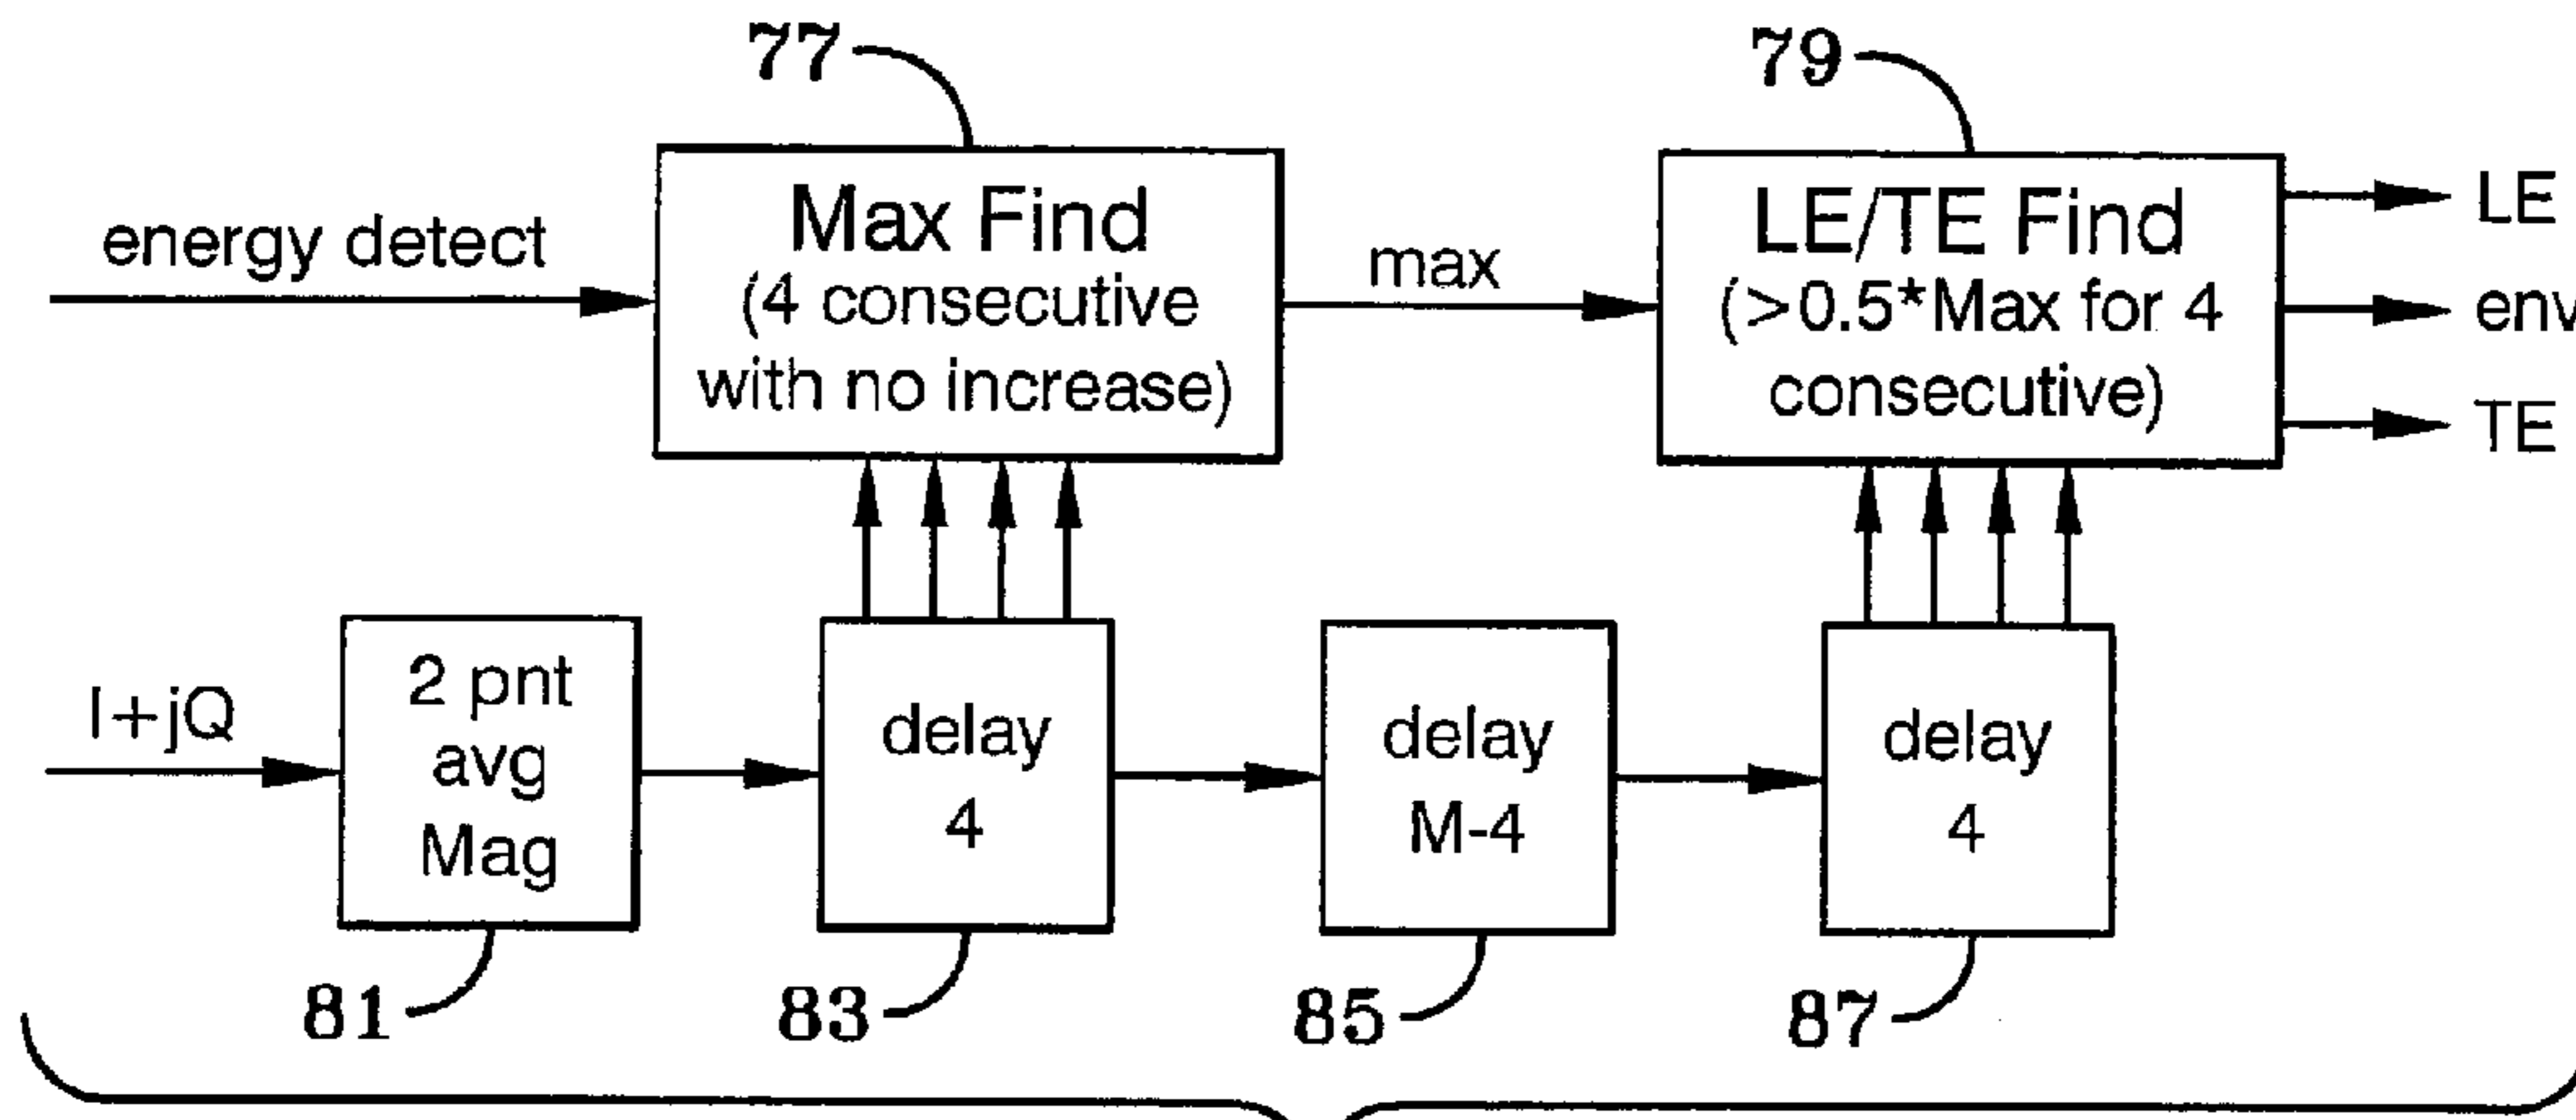 77
79
energy detect
Max Find
(4 consecutive
with no increase)
max
LE/TE Find
(>0.5*Max for 4
consecutive)
LE
env
TE
I+jQ
2 pnt
avg
Mag
delay
4
delay
M-4
delay
4
81
83
85
87